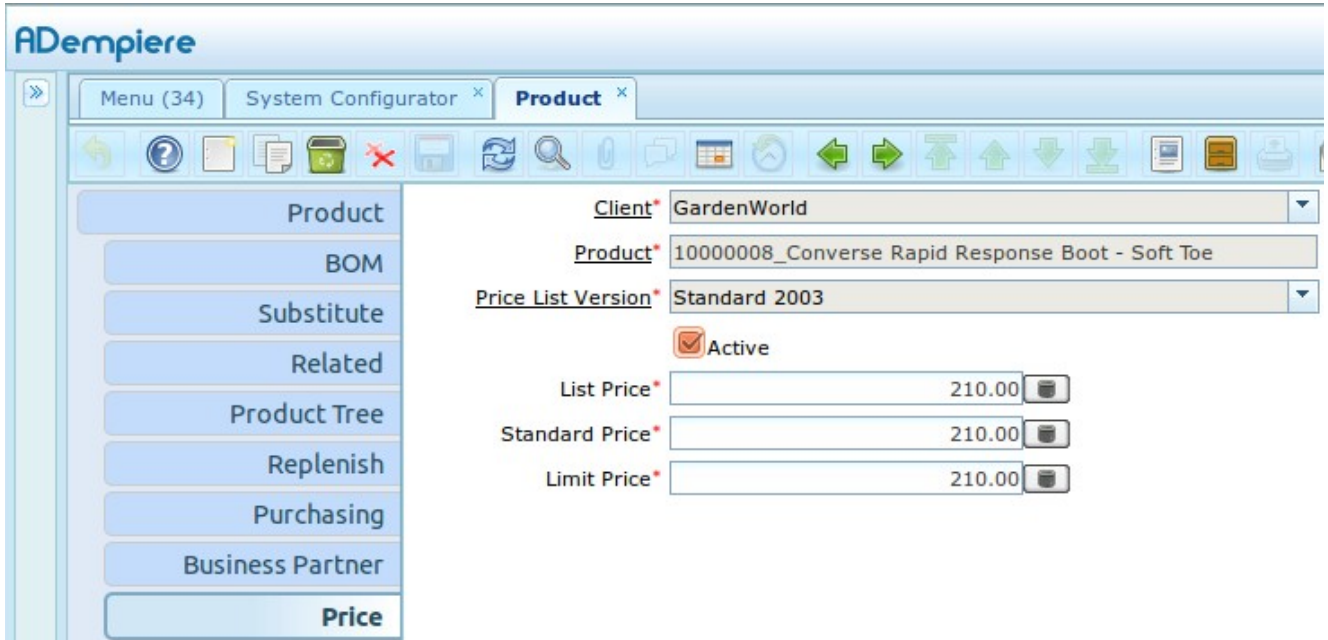 ADempiere
Menu (34) System Configurator Product
Product
BOM
Substitute
Related
Product Tree
Replenish
Purchasing
Business Partner
Price
Client* GardenWorld
Product* 10000008_Converse Rapid Response Boot - Soft Toe
Price List Version* Standard 2003
Active
List Price* 210.00
Standard Price* 210.00
Limit Price* 210.00